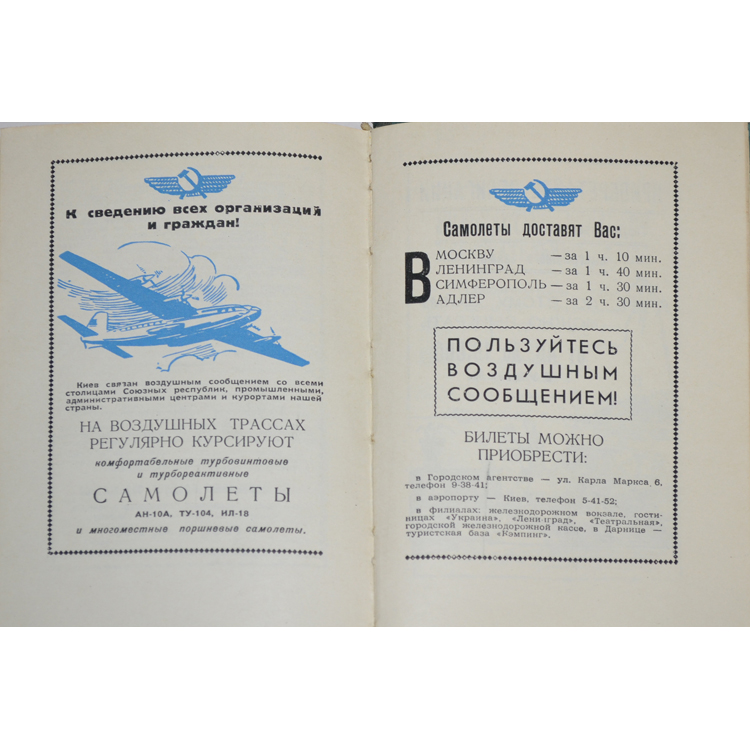 К сведению всех организаций
и граждан!
Киев связан воздушным сообщением со всеми
столицами Союзных республик, промышленными,
административными центрами и курортами нашей
страны.
НА ВОЗДУШНЫХ ТРАССАХ
РЕГУЛЯРНО КУРСИРУЮТ
комфортабельные турбовинтовые
и турбореактивные
САМОЛЕТЫ
АН-10А, ТУ-104, ИЛ-18
и многоместные поршневые самолеты.
Самолеты доставят Вас:
В МОСКВУ — за 1 ч. 10 мин.
ЛЕНИНГРАД — за 1 ч. 40 мин.
СИМФЕРОПОЛЬ — за 1 ч. 30 мин.
АДЛЕР — за 2 ч. 30 мин.
ПОЛЬЗУЙТЕСЬ
ВОЗДУШНЫМ
СООБЩЕНИЕМ!
БИЛЕТЫ МОЖНО
ПРИОБРЕСТИ:
в Городском агентстве — ул. Карла Маркса 6,
телефон 9-38-41;
в аэропорту — Киев, телефон 5-41-52;
в филиалах: железнодорожном вокзале, гости-
ницах «Украина», «Ленинград», «Театральная»,
городской железнодорожной кассе, в Дарнице —
туристская база «Кэмпинг».